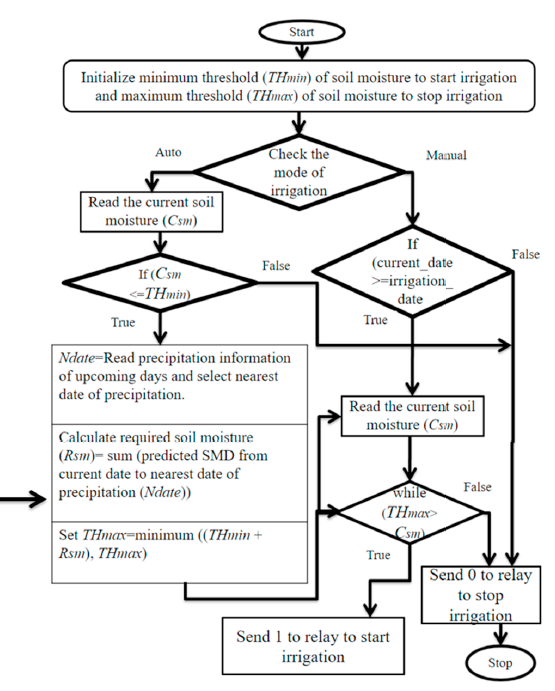 Start
Initialize minimum threshold (THmin) of soil moisture to start irrigation
and maximum threshold (THmax) of soil moisture to stop irrigation
Auto
Check the
mode of
irrigation
Manual
Read the current soil
moisture (Csm)
If (Csm
<=THmin)
False
True
If
(current_date
>=irrigation_
date
False
True
Ndate=Read precipitation information
of upcoming days and select nearest
date of precipitation.
Calculate required soil moisture
(Rsm)= sum (predicted SMD from
current date to nearest date of
precipitation (Ndate))
Set THmax=minimum ((THmin +
Rsm), THmax)
Read the current soil
moisture (Csm)
while
(THmax>
Csm)
False
True
Send 1 to relay to start
irrigation
Send 0 to relay
to stop
irrigation
Stop